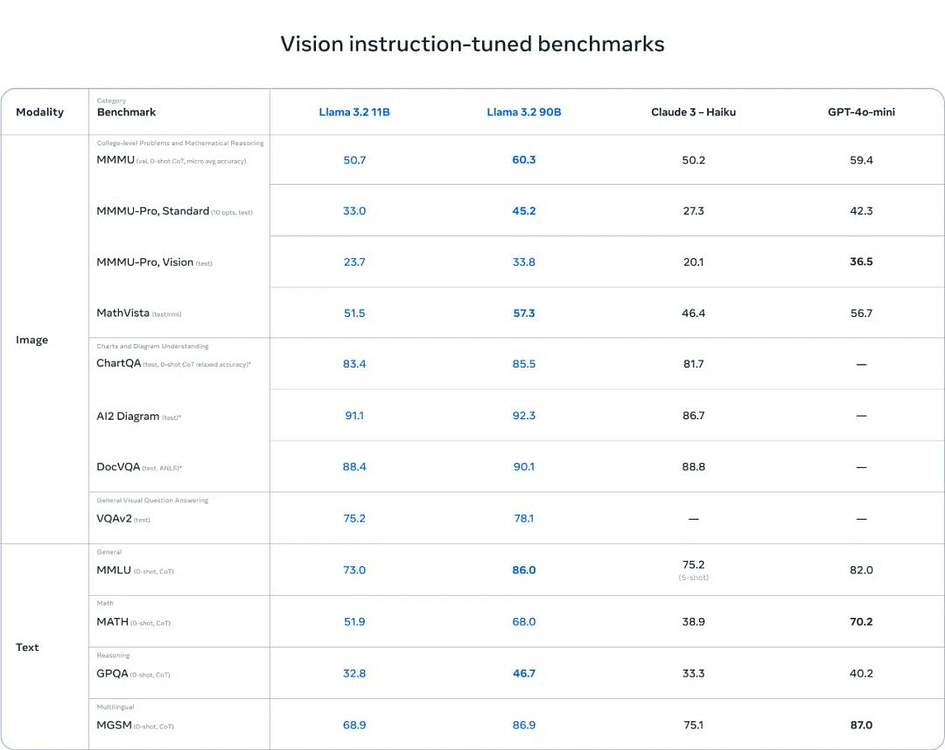 Vision instruction-tuned benchmarks
Modality
Category
Benchmark
Llama 3.2 11B
Llama 3.2 90B
Claude 3 – Haiku
GPT-4o-mini
Image
College-level Problems and Mathematical Reasoning
MMMU (val, 0-shot CoT, micro avg accuracy)
50.7
60.3
50.2
59.4
MMMU-Pro, Standard (10 opts, test)
33.0
45.2
27.3
42.3
MMMU-Pro, Vision (test)
23.7
33.8
20.1
36.5
MathVista (testmini)
51.5
57.3
46.4
56.7
Charts and Diagram Understanding
ChartQA (test, 0-shot CoT relaxed accuracy)*
83.4
85.5
81.7
—
AI2 Diagram (test)*
91.1
92.3
86.7
—
DocVQA (test, ANLS)*
88.4
90.1
88.8
—
General Visual Question Answering
VQAv2 (test)
75.2
78.1
—
—
Text
General
MMLU (0-shot, CoT)
73.0
86.0
75.2
(5-shot)
82.0
Math
MATH (0-shot, CoT)
51.9
68.0
38.9
70.2
Reasoning
GPQA (0-shot, CoT)
32.8
46.7
33.3
40.2
Multilingual
MGSM (0-shot, CoT)
68.9
86.9
75.1
87.0